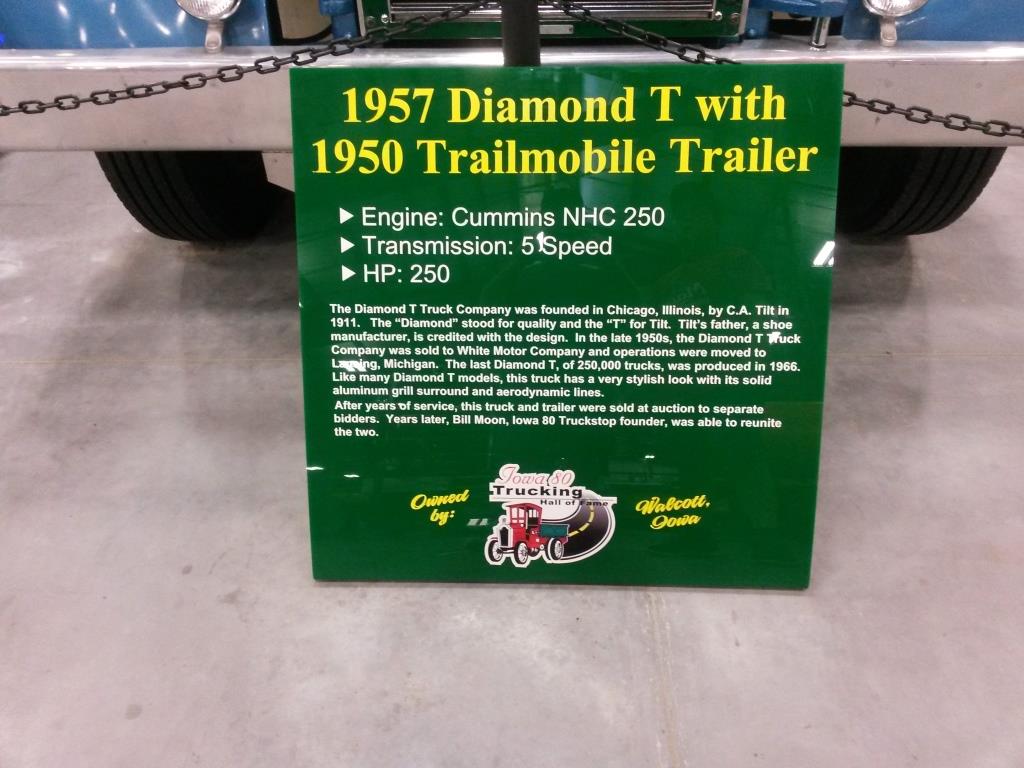 1957 Diamond T with
1950 Trailmobile Trailer
Engine: Cummins NHC 250
Transmission: 5 Speed
HP: 250
The Diamond T Truck Company was founded in Chicago, Illinois, by C.A. Tilt in
1911. The “Diamond” stood for quality and the “T” for Tilt. Tilt's father, a shoe
manufacturer, is credited with the design. In the late 1950s, the Diamond T Truck
Company was sold to White Motor Company and operations were moved to
Lansing, Michigan. The last Diamond T, of 250,000 trucks, was produced in 1966.
Like many Diamond T models, this truck has a very stylish look with its solid
aluminum grill surround and aerodynamic lines.
After years of service, this truck and trailer were sold at auction to separate
bidders. Years later, Bill Moon, Iowa 80 Truckstop founder, was able to reunite
the two.
Owned
by:
Iowa 80
Trucking
Hall of Fame
Walcott,
Iowa